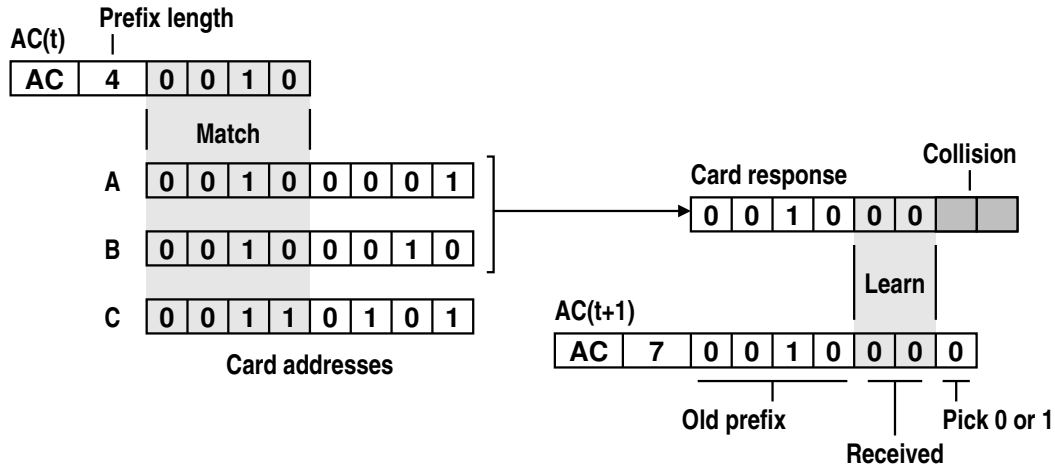 Prefix length
AC(t)
AC 4 0 0 1 0
Match
A 0 0 1 0 0 0 0 1
B 0 0 1 0 0 0 1 0
C 0 0 1 1 0 1 0 1
Card addresses
Collision
Card response
0 0 1 0 0 0
Learn
AC(t+1)
AC 7 0 0 1 0 0 0 0
Old prefix
Pick 0 or 1
Received